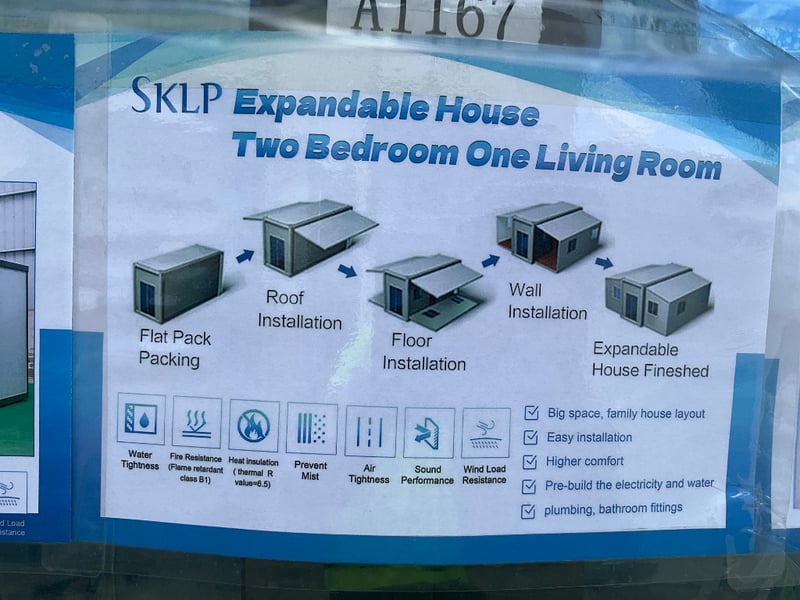 A1167
SKLP Expandable House
Two Bedroom One Living Room
Flat Pack
Packing
Roof
Installation
Floor
Installation
Wall
Installation
Expandable
House Fineshed
Water
Tightness
Fire Resistance
(Flame retardant
class B1)
Heat insulation
( thermal R
value=6.5)
Prevent
Mist
Air
Tightness
Sound
Performance
Wind Load
Resistance
Big space, family house layout
Easy installation
Higher comfort
Pre-build the electricity and water
plumbing, bathroom fittings
d Load
istance